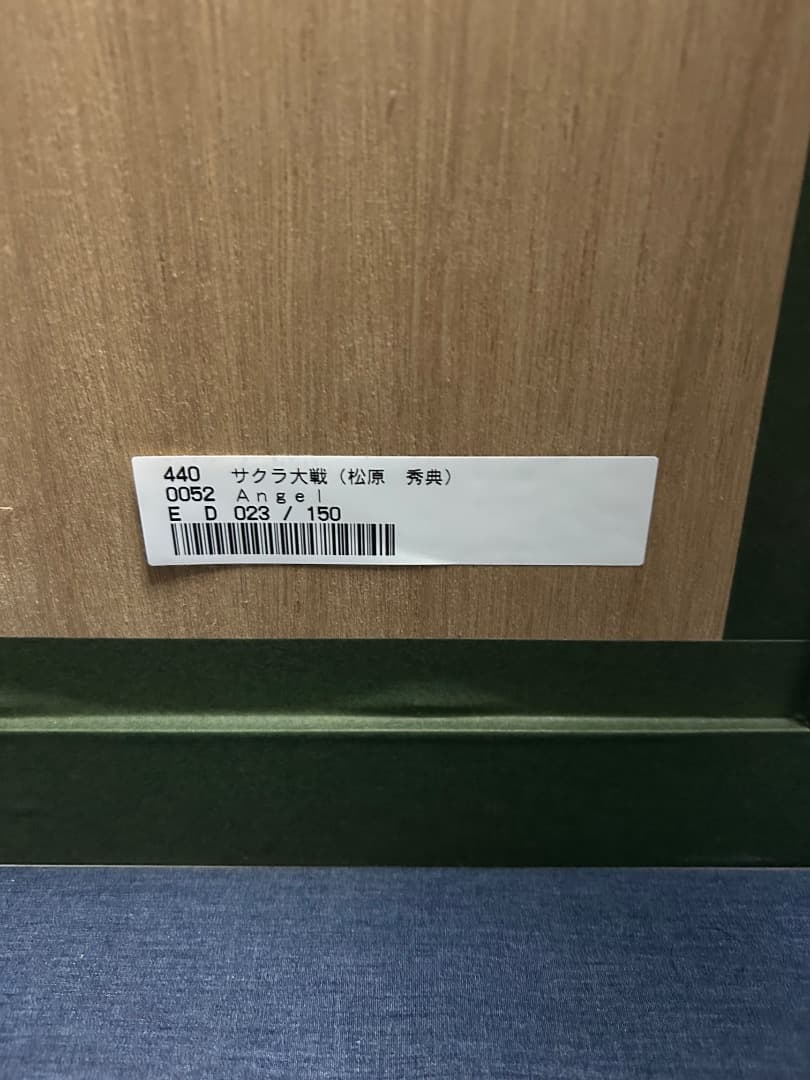 440 サクラ大戦（松原　秀典）
0052 Ａｎｇｅｌ
E D 023 / 150